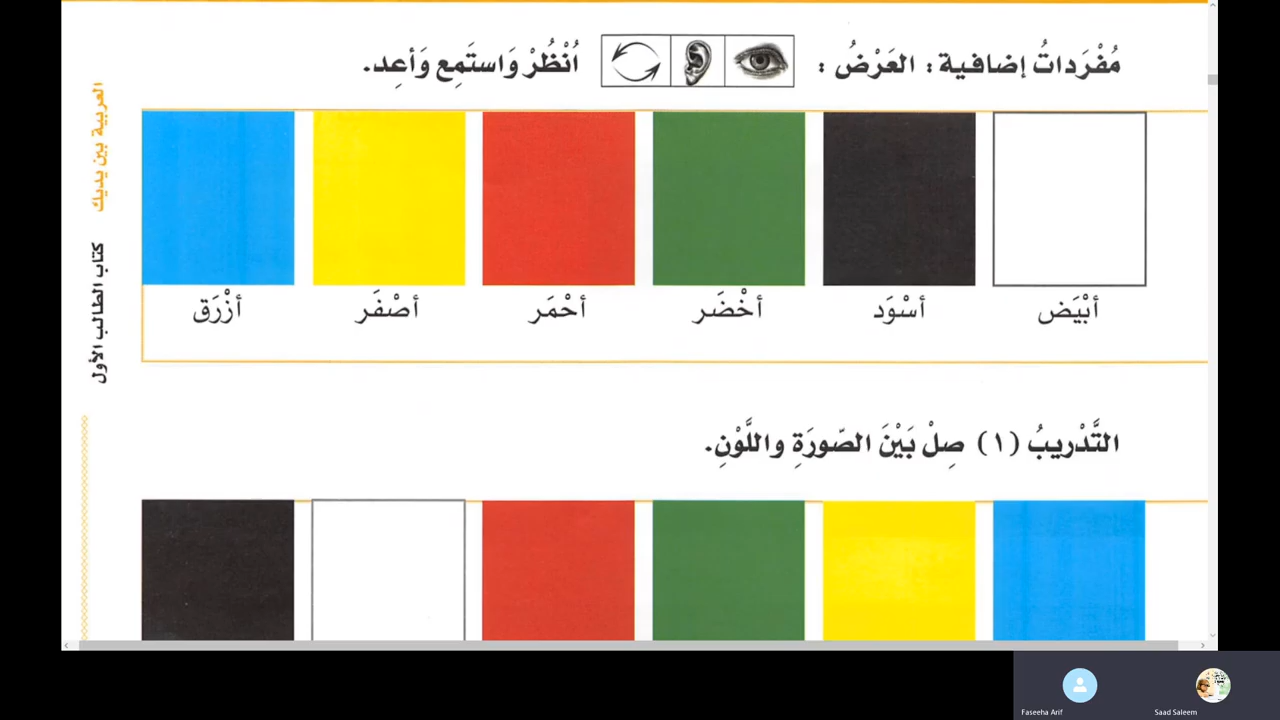 مُفْرَدَاتُ إضافية : العَرْضُ : اُنْظُرْ وَاستَمِع وَأعِد.
أبْيَض
أسْوَد
أخْضَر
أحْمَر
أصْفَر
أزْرَق
التَّدْريبُ (١) صِلْ بَيْنَ الصّورَةِ واللَّوْنِ.
العربية بين يديك
كتاب الطالب الأول
Faseeha Arif
Saad Saleem